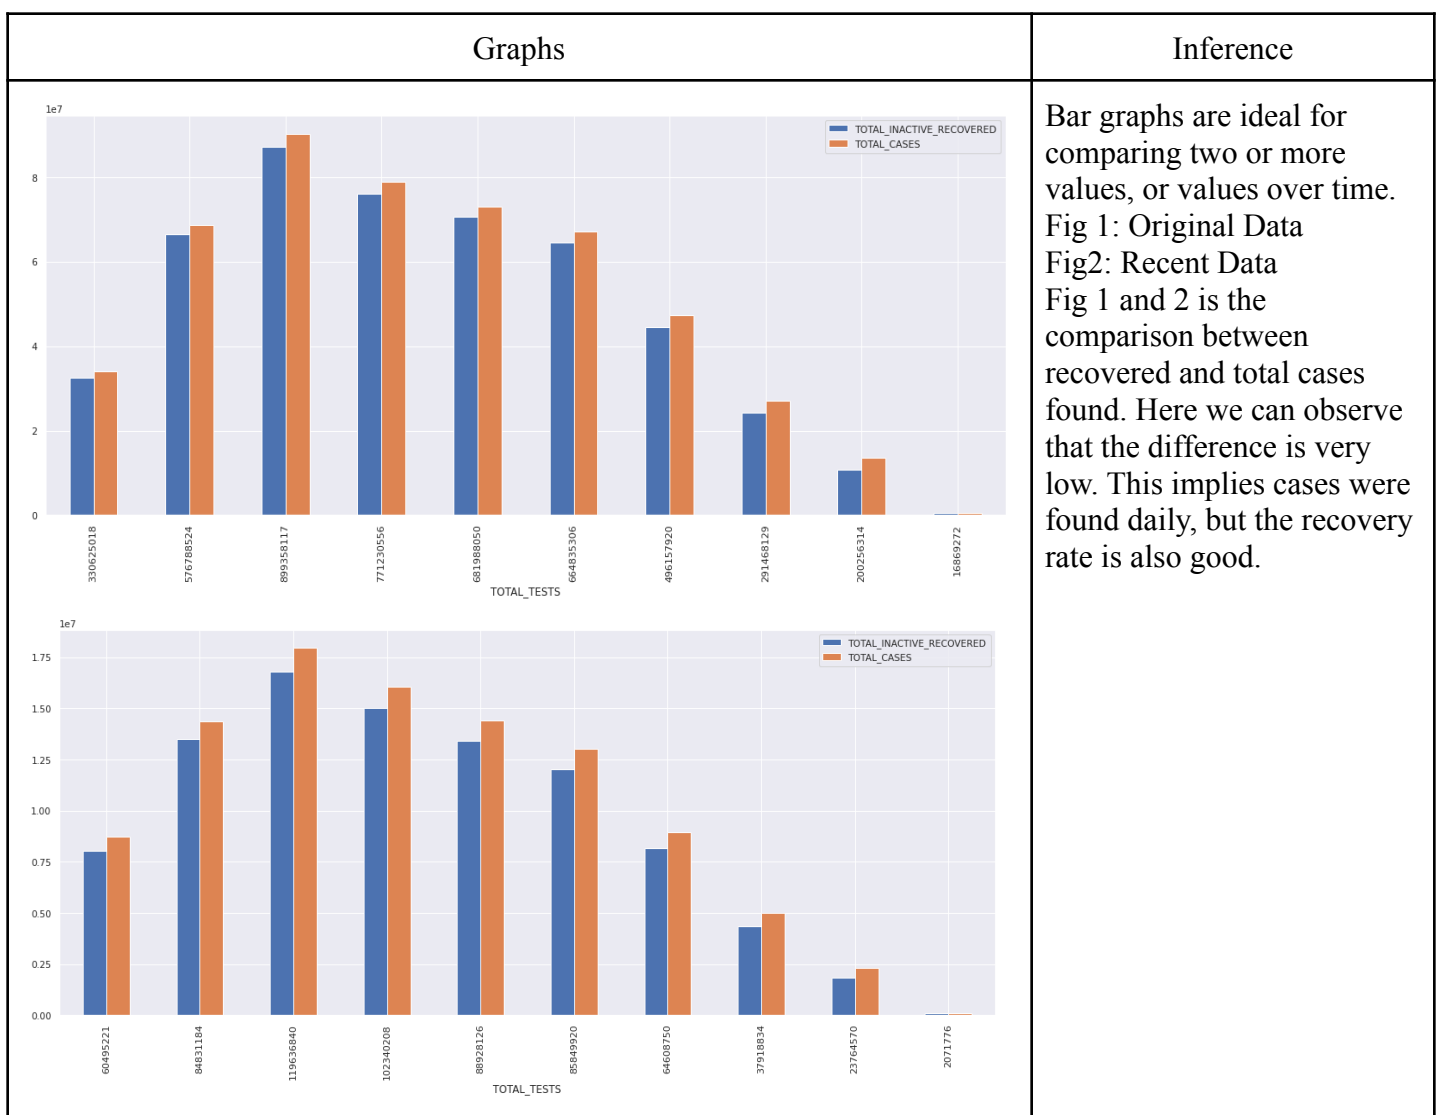 Graphs
Inference
1e7
TOTAL_INACTIVE_RECOVERED
TOTAL_CASES
8
6
4
2
0
330625018
576788524
899358117
771230556
681988050
664835306
496157920
291468129
200256314
16869272
TOTAL_TESTS
1e7
TOTAL_INACTIVE_RECOVERED
TOTAL_CASES
1.75
1.50
1.25
1.00
0.75
0.50
0.25
0.00
60495221
84831184
119636840
102340208
88928126
85849920
64608750
37918834
23764570
2071776
TOTAL_TESTS
Bar graphs are ideal for
comparing two or more
values, or values over time.
Fig 1: Original Data
Fig2: Recent Data
Fig 1 and 2 is the
comparison between
recovered and total cases
found. Here we can observe
that the difference is very
low. This implies cases were
found daily, but the recovery
rate is also good.